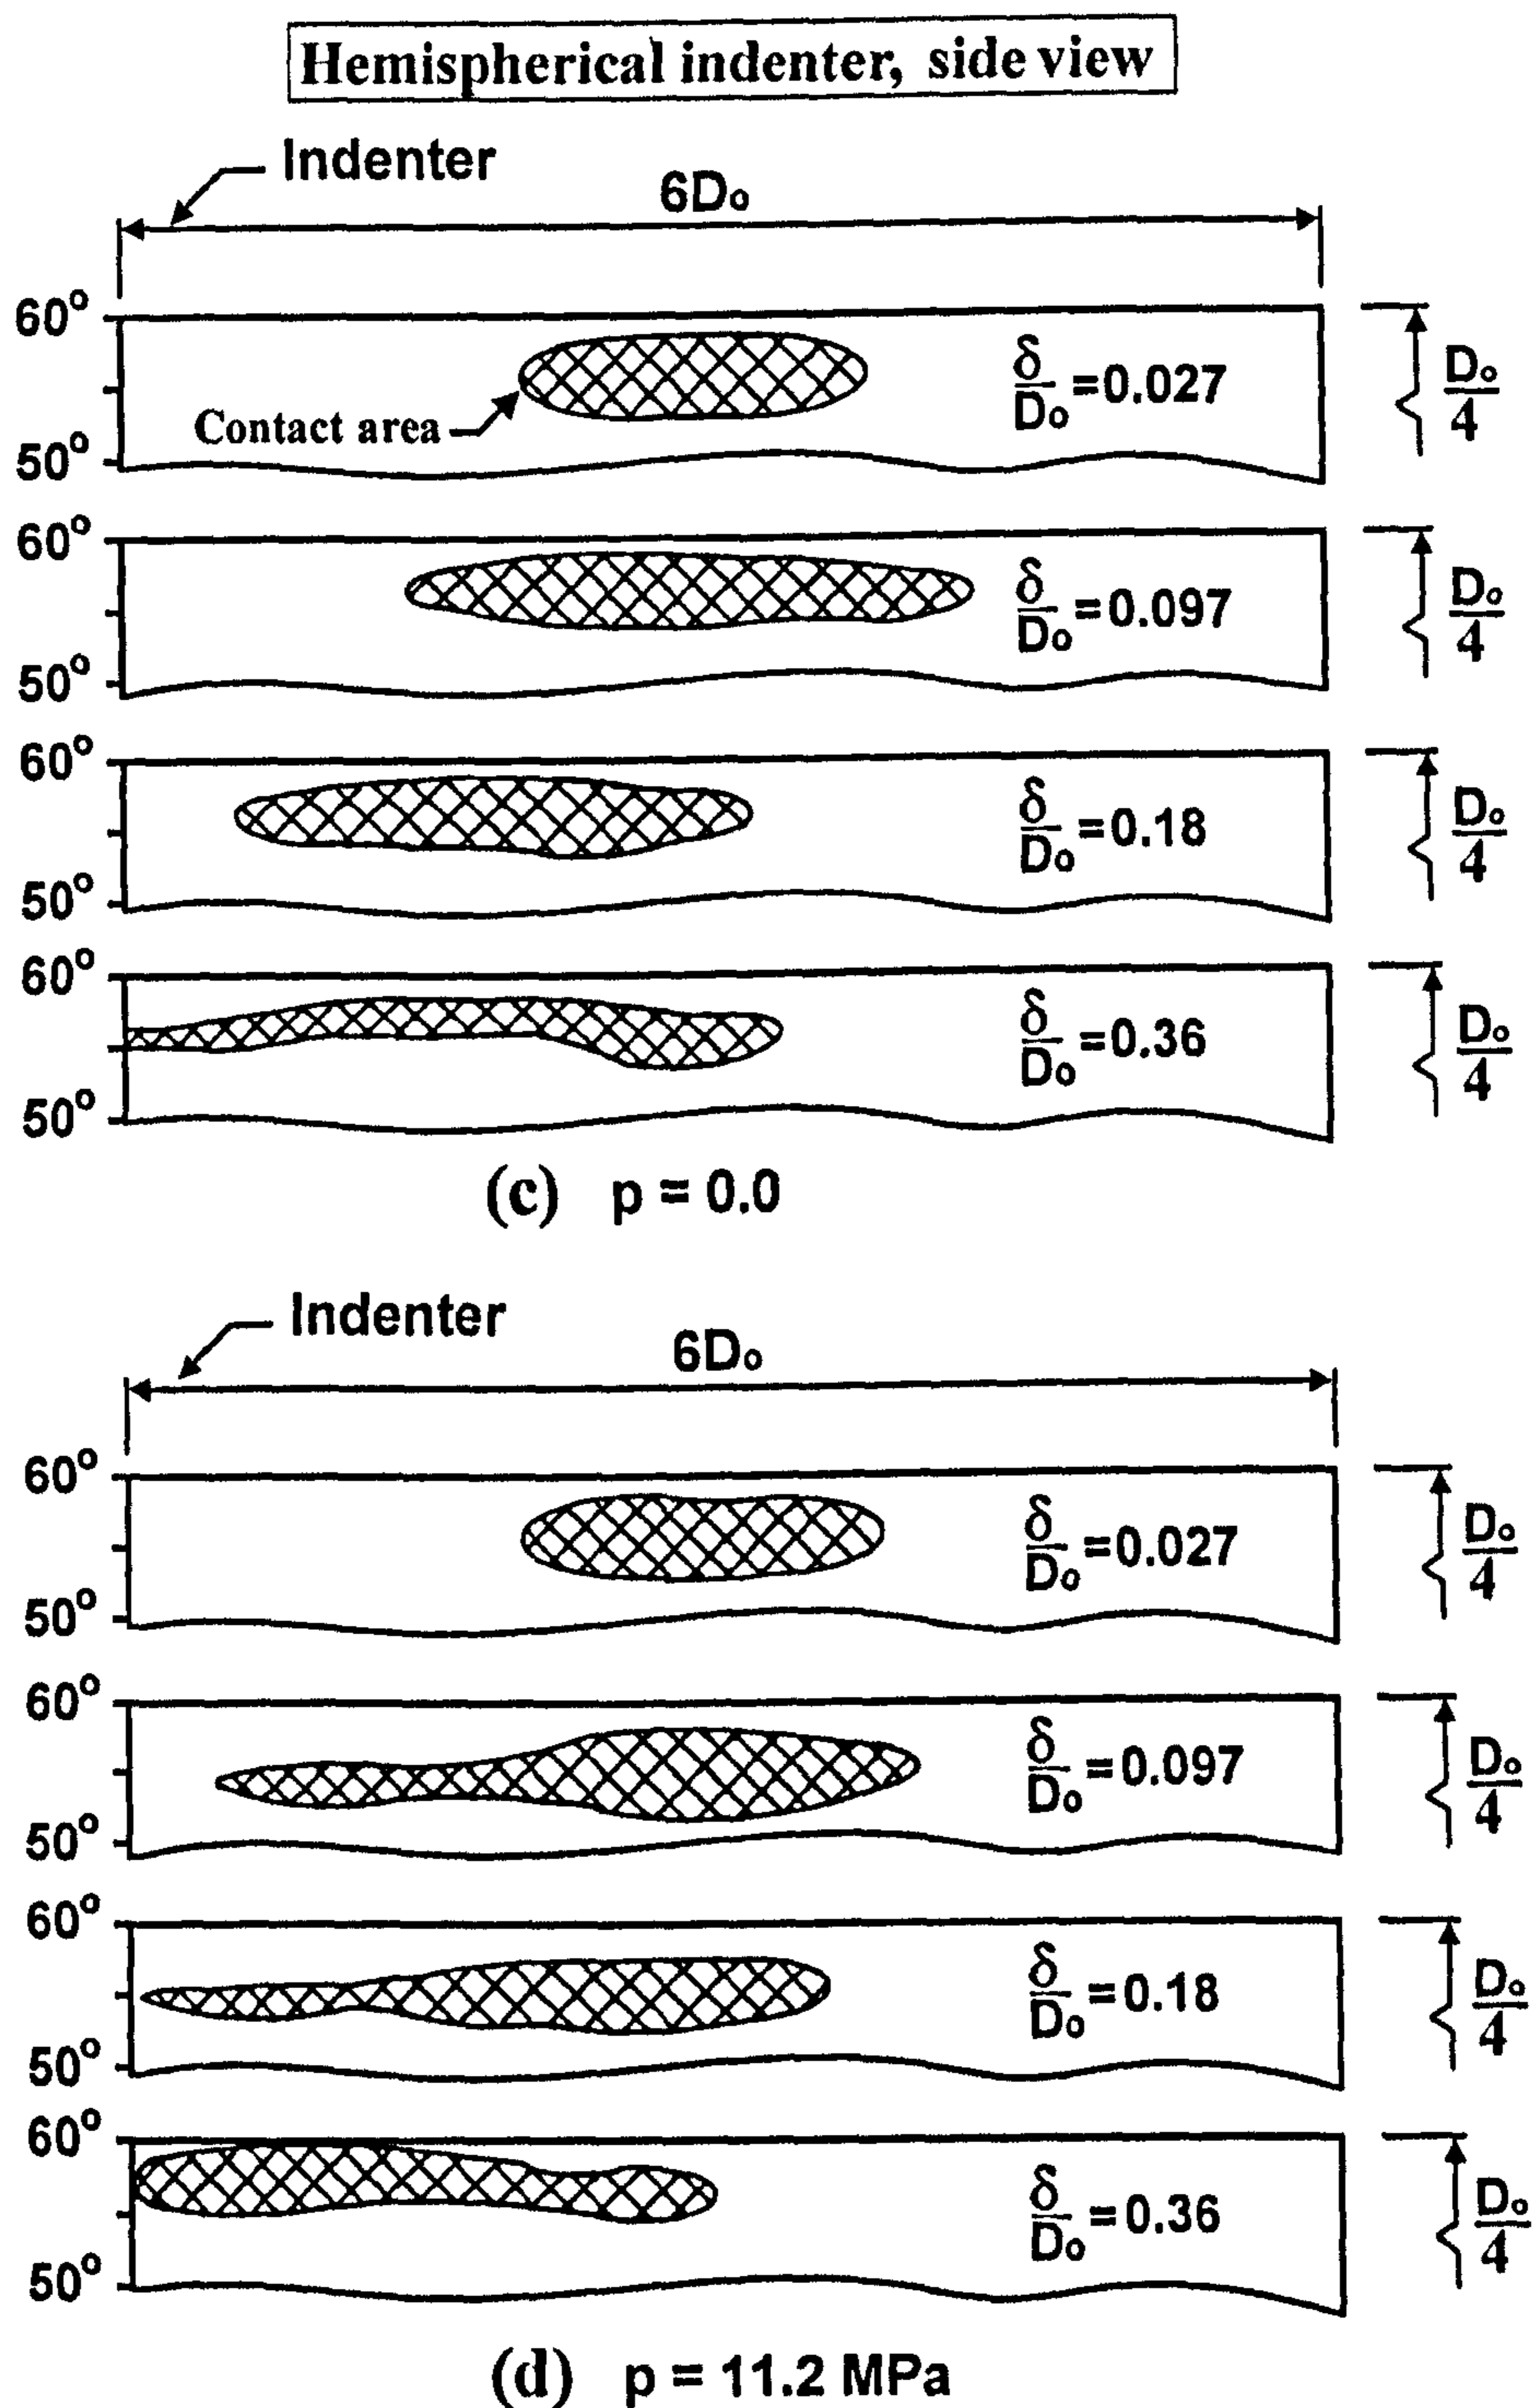 Hemispherical indenter, side view
Indenter
6Do
60°
δ/Do =0.027
Do/4
Contact area
50°
60°
δ/Do =0.097
Do/4
50°
60°
δ/Do =0.18
Do/4
50°
60°
δ/Do =0.36
Do/4
50°
(c) p = 0.0
Indenter
6Do
60°
δ/Do =0.027
Do/4
50°
60°
δ/Do =0.097
Do/4
50°
60°
δ/Do =0.18
Do/4
50°
60°
δ/Do =0.36
Do/4
50°
(d) p = 11.2 MPa